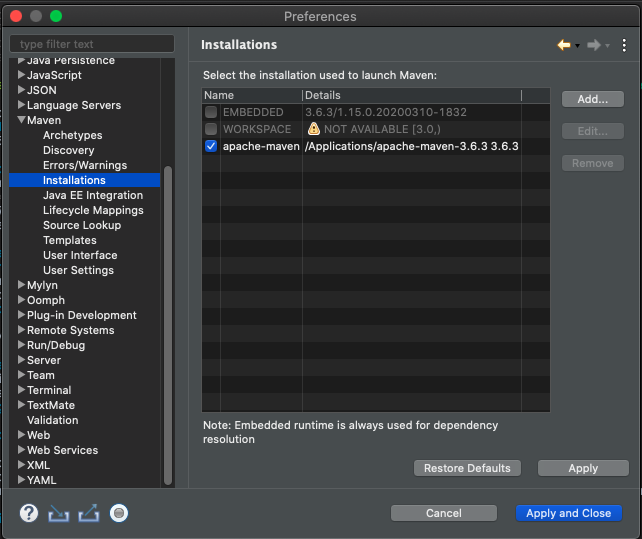 Preferences
type filter text
Java Persistence
JavaScript
JSON
Language Servers
Maven
Archetypes
Discovery
Errors/Warnings
Installations
Java EE Integration
Lifecycle Mappings
Source Lookup
Templates
User Interface
User Settings
Mylyn
Oomph
Plug-in Development
Remote Systems
Run/Debug
Server
Team
Terminal
TextMate
Validation
Web
Web Services
XML
YAML
Installations
Select the installation used to launch Maven:
Name Details
EMBEDDED 3.6.3/1.15.0.20200310-1832
WORKSPACE NOT AVAILABLE [3.0,)
apache-maven /Applications/apache-maven-3.6.3 3.6.3
Add...
Edit...
Remove
Note: Embedded runtime is always used for dependency
resolution
Restore Defaults Apply
? Cancel Apply and Close